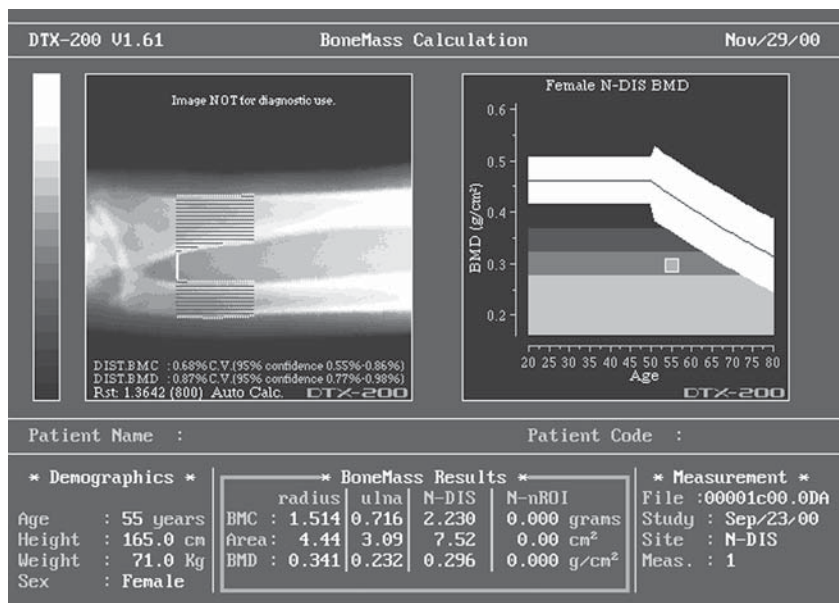 DTX-200 V1.61 BoneMass Calculation Nov/29/00
Image NOT for diagnostic use.
DIST.BMC : 0.68% C.V.(95% confidence 0.55%-0.86%)
DIST.BMD : 0.87% C.V.(95% confidence 0.77%-0.98%)
Rst: 1.3642 (800) Auto Calc. DTX-200
Female N-DIS BMD
BMD (g/cm²)
0.6
0.5
0.4
0.3
0.2
20 25 30 35 40 45 50 55 60 65 70 75 80
Age
DTX-200
Patient Name : Patient Code :
* Demographics *
Age : 55 years
Height : 165.0 cm
Weight : 71.0 Kg
Sex : Female
* BoneMass Results *
radius ulna N-DIS N-nROI
BMC : 1.514 0.716 2.230 0.000 grams
Area: 4.44 3.09 7.52 0.00 cm²
BMD : 0.341 0.232 0.296 0.000 g/cm²
* Measurement *
File :00001c00.0DA
Study : Sep/23/00
Site : N-DIS
Meas. : 1